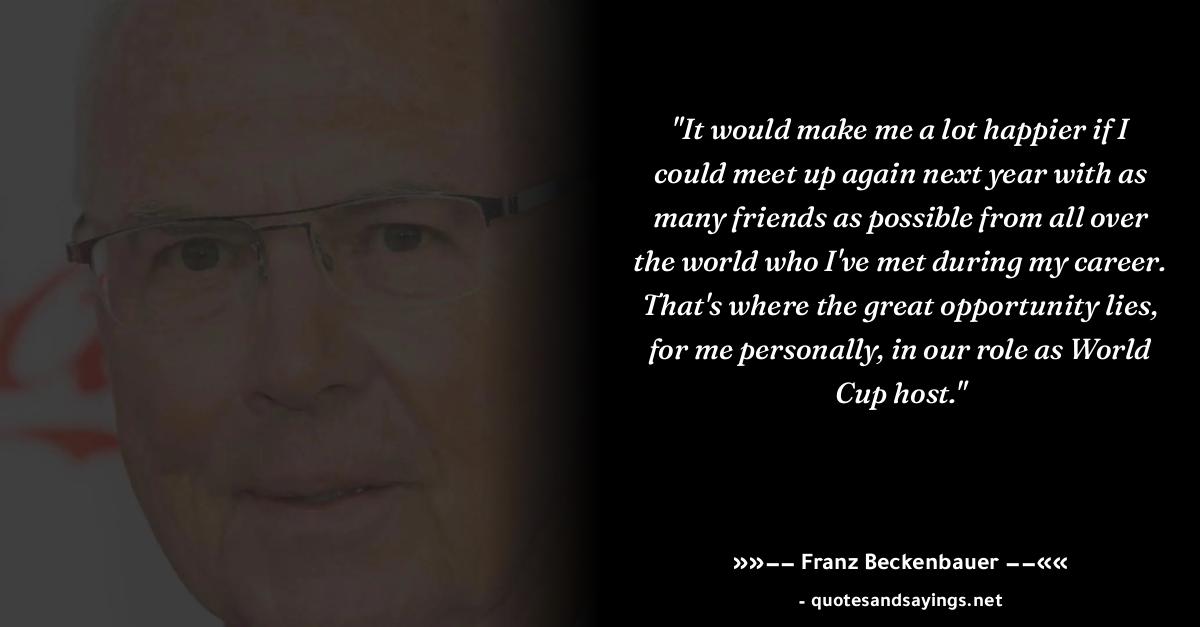 "It would make me a lot happier if I
could meet up again next year with as
many friends as possible from all over
the world who I've met during my career.
That's where the great opportunity lies,
for me personally, in our role as World
Cup host."
»»−− Franz Beckenbauer −−««
- quotesandsayings.net